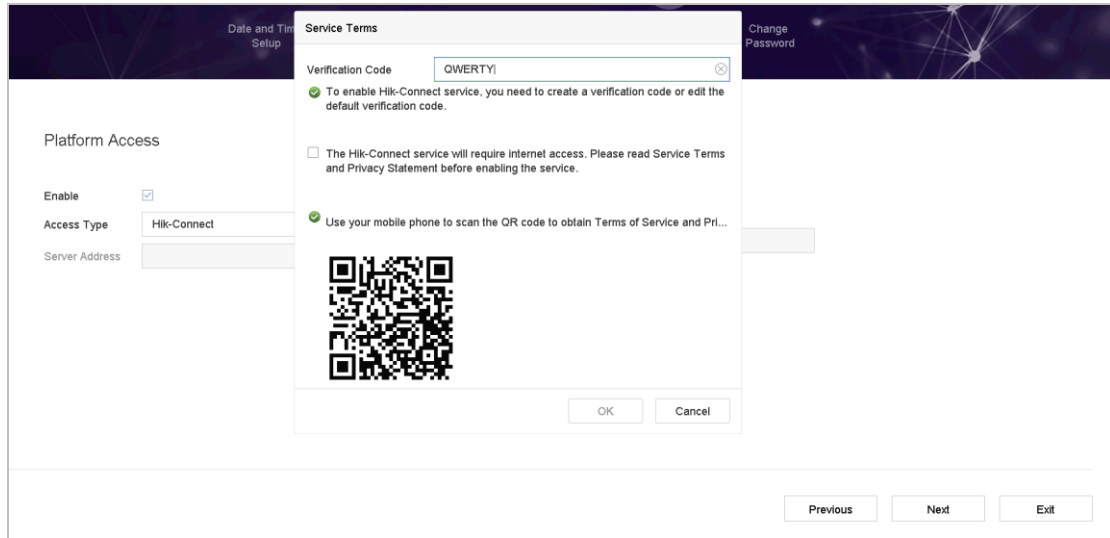 Date and Tim
Setup
Service Terms
Change
Password
Verification Code
QWERTY
To enable Hik-Connect service, you need to create a verification code or edit the
default verification code.
Platform Access
The Hik-Connect service will require internet access. Please read Service Terms
and Privacy Statement before enabling the service.
Enable
Access Type
Hik-Connect
Use your mobile phone to scan the QR code to obtain Terms of Service and Pri...
Server Address
OK
Cancel
Previous
Next
Exit